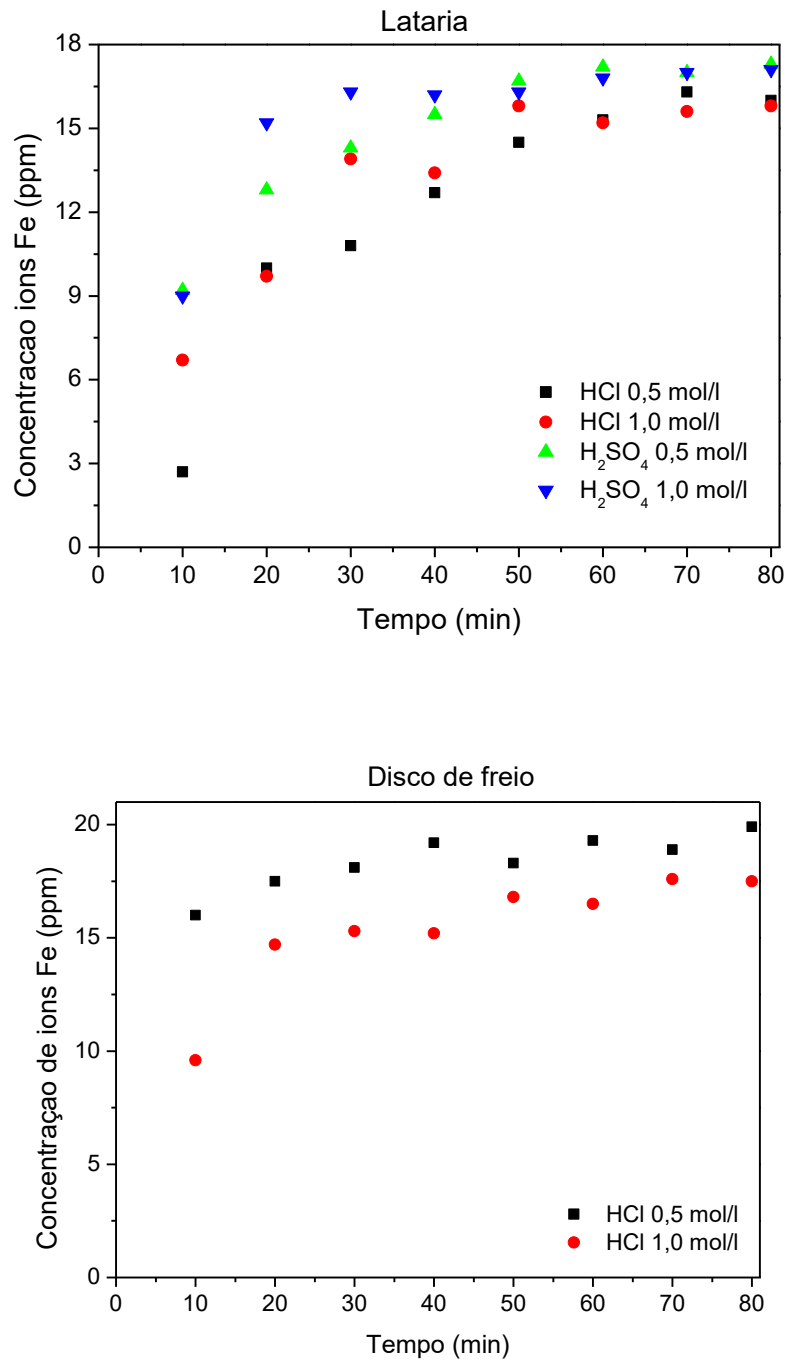 Lataria
18
15
12
9
6
3
0
Concentracao ions Fe (ppm)
HCl 0,5 mol/l
HCl 1,0 mol/l
H2SO4 0,5 mol/l
H2SO4 1,0 mol/l
0 10 20 30 40 50 60 70 80
Tempo (min)
Disco de freio
20
15
10
5
0
Concentraçao de ions Fe (ppm)
HCl 0,5 mol/l
HCl 1,0 mol/l
0 10 20 30 40 50 60 70 80
Tempo (min)